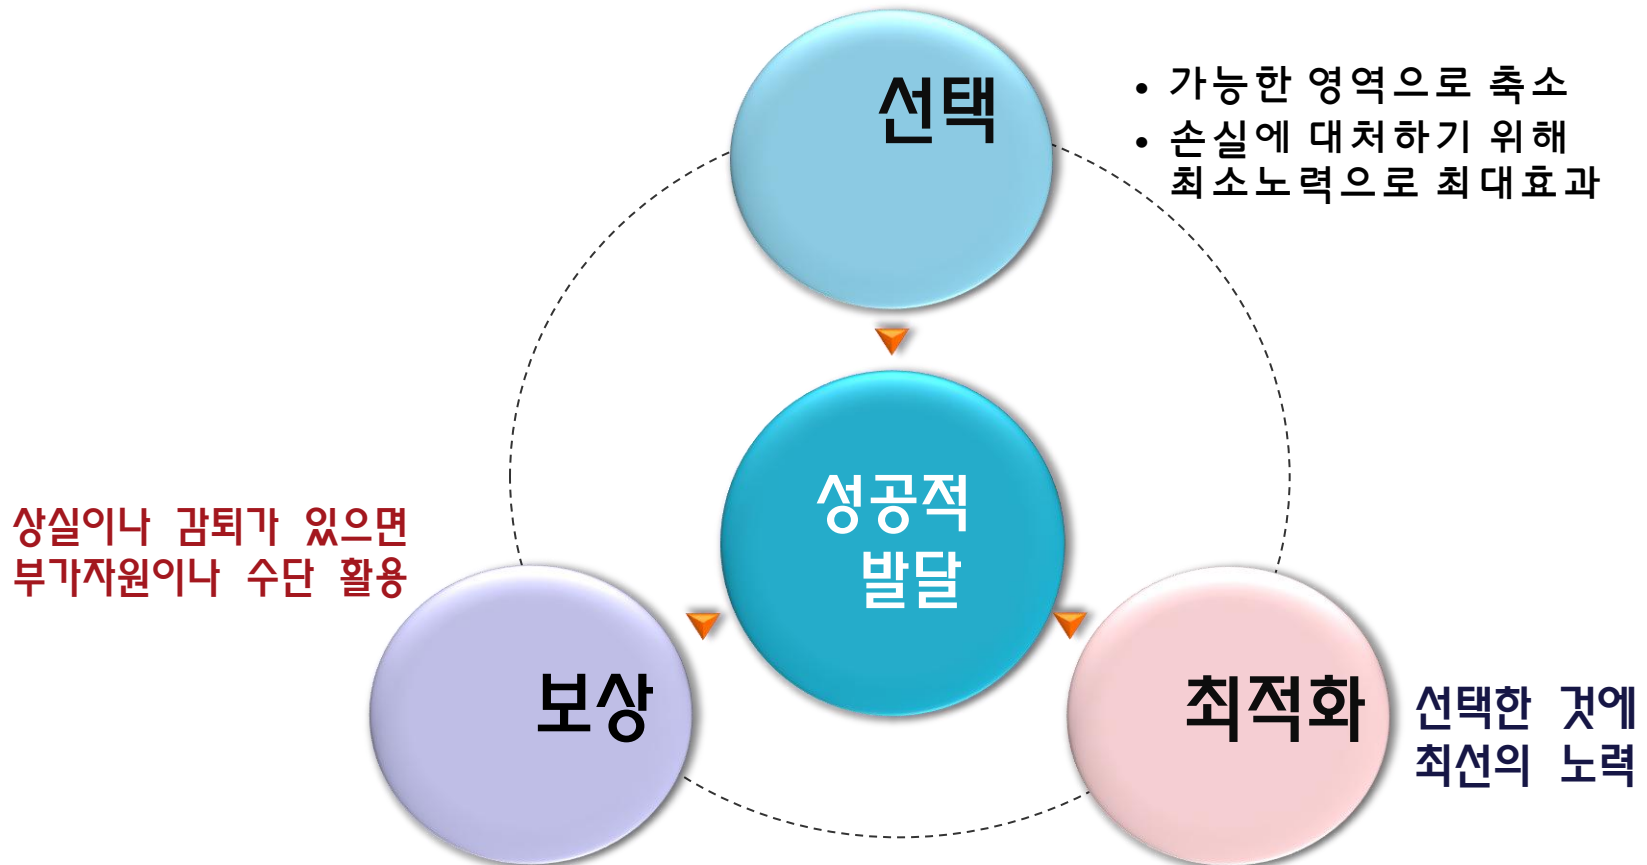 선택
• 가능한 영역으로 축소
• 손실에 대처하기 위해
최소노력으로 최대효과
성공적
발달
상실이나 감퇴가 있으면
부가자원이나 수단 활용
보상
최적화
선택한 것에
최선의 노력